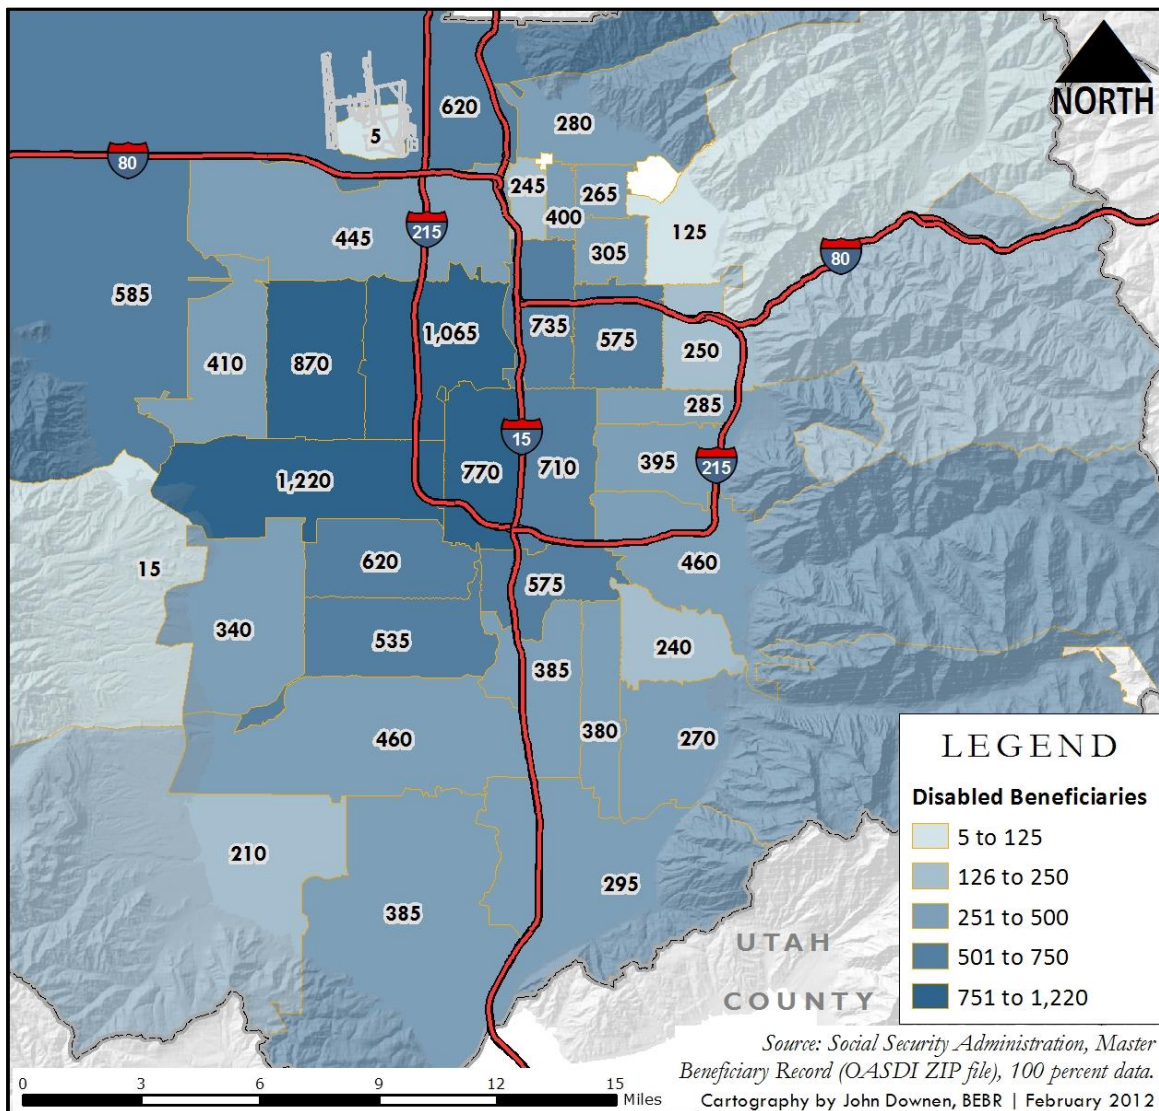 NORTH
620
280
5
80
245
265
400
125
445
215
305
80
585
735
575
1,065
250
410
870
285
15
395
215
770
710
1,220
460
15
620
575
340
535
240
385
460
380
270
LEGEND
Disabled Beneficiaries
5 to 125
126 to 250
251 to 500
501 to 750
751 to 1,220
210
385
295
UTAH
COUNTY
Source: Social Security Administration, Master
Beneficiary Record (OASDI ZIP file), 100 percent data.
0 3 6 9 12 15
Miles
Cartography by John Downen, BEBR | February 2012